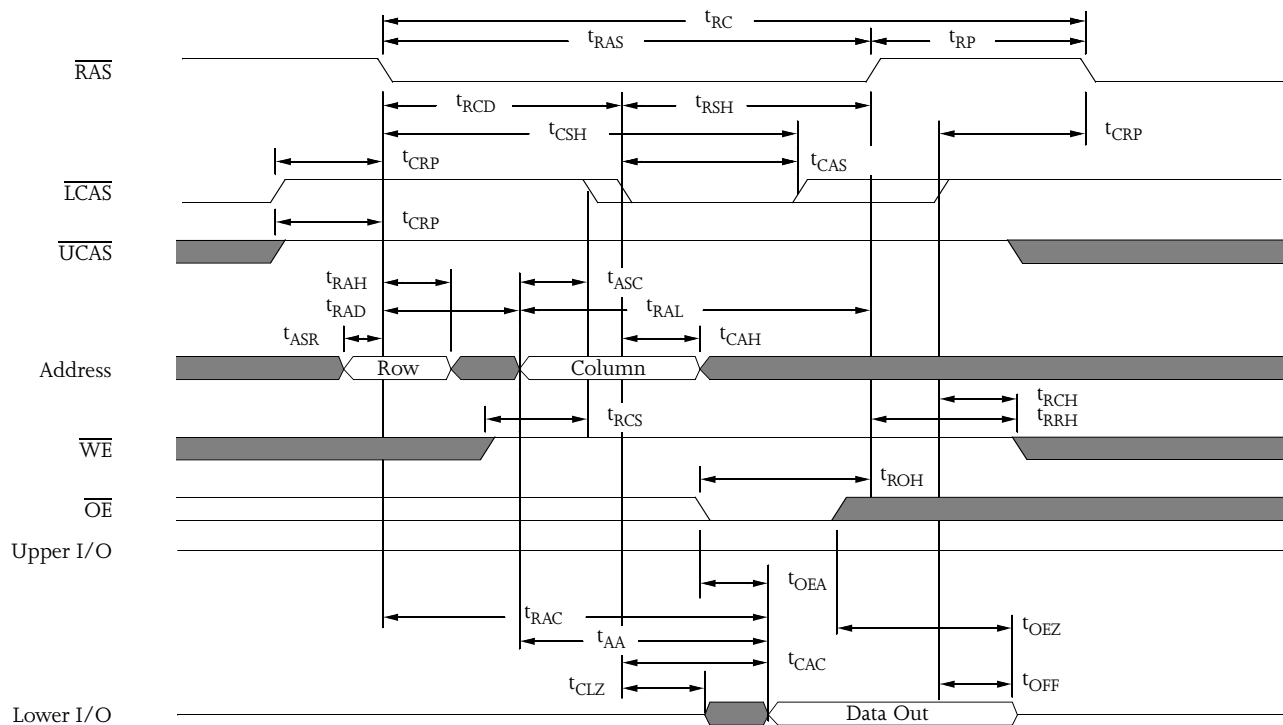 tRC
tRAS
tRP
RAS
tRCD
tRSH
tCSH
tCRP
tCRP
tCAS
LCAS
tCRP
UCAS
tRAH
tASC
tRAD
tRAL
tASR
tCAH
Address
Row
Column
tRCH
tRCS
tRRH
WE
tROH
OE
Upper I/O
tOEA
tRAC
tOEZ
tAA
tCAC
tCLZ
tOFF
Lower I/O
Data Out